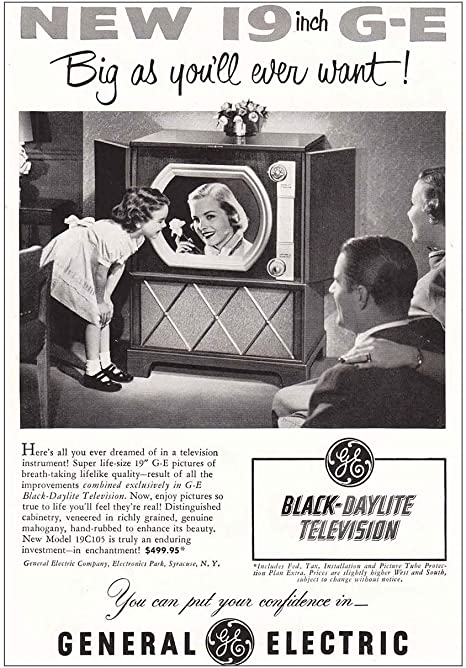 NEW 19 inch G-E
Big as you'll ever want!
Here's all you ever dreamed of in a television
instrument! Super life-size 19" G-E pictures of
breath-taking lifelike quality—result of all the
improvements combined exclusively in G-E
Black-Daylite Television. Now, enjoy pictures so
true to life you'll feel they're real! Distinguished
cabinetry, veneered in richly grained, genuine
mahogany, hand-rubbed to enhance its beauty.
New Model 19C105 is truly an enduring
investment—in enchantment! $499.95*
General Electric Company, Electronics Park, Syracuse, N. Y.
GE
BLACK-DAYLITE
TELEVISION
*Includes Fed. Tax. Installation and Picture Tube Protec-
tion Plan Extra. Prices are slightly higher West and South,
subject to change without notice.
You can put your confidence in—
GENERAL GE ELECTRIC